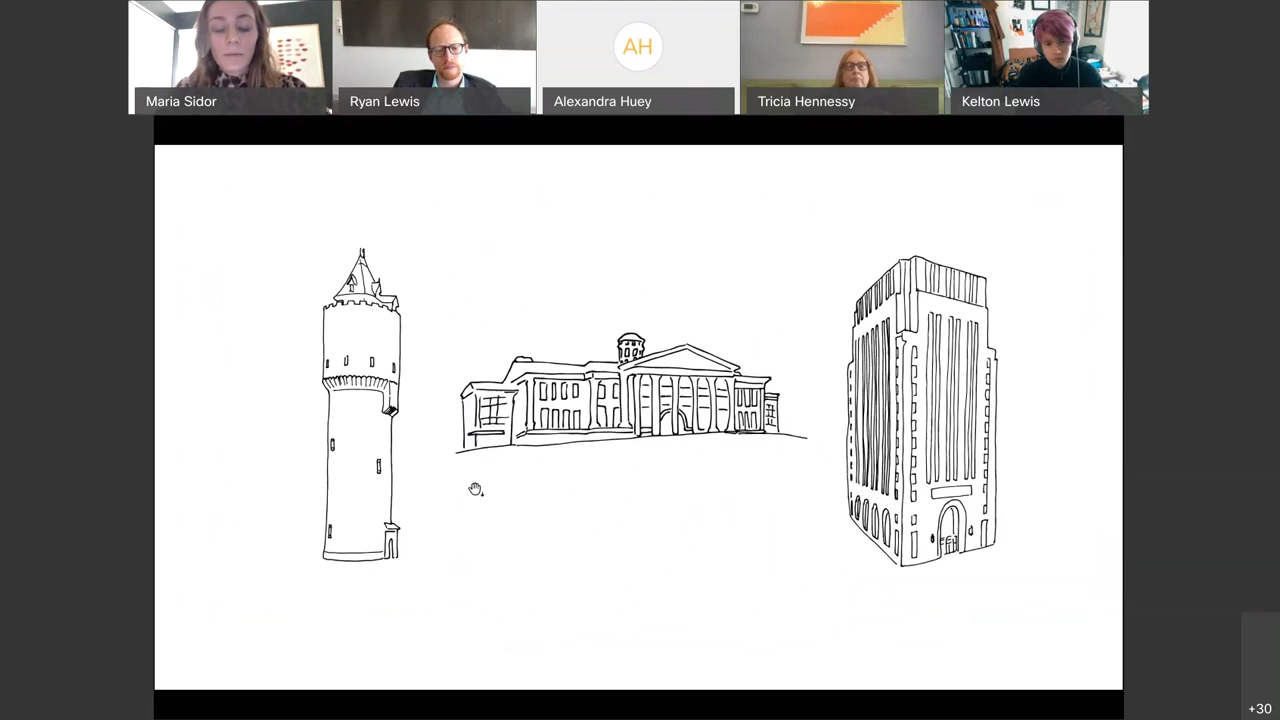 Maria Sidor
Ryan Lewis
AH
Alexandra Huey
Tricia Hennessy
Kelton Lewis
+30